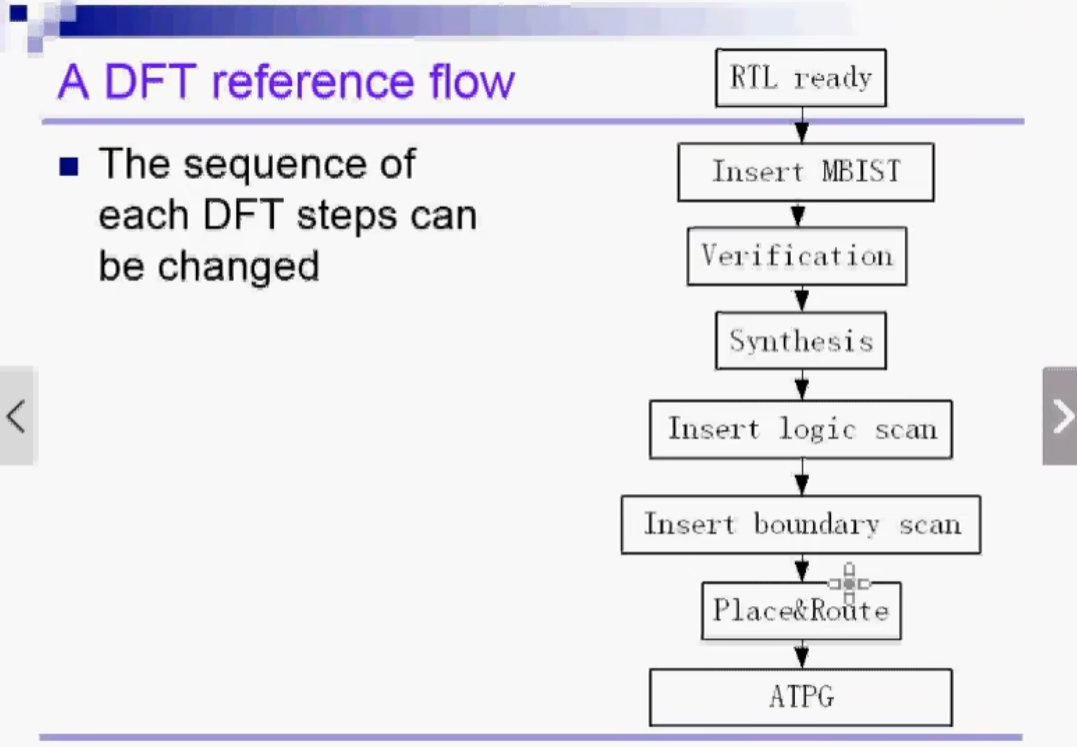 A DFT reference flow
The sequence of
each DFT steps can
be changed
RTL ready
Insert MBIST
Verification
Synthesis
Insert logic scan
Insert boundary scan
Place&Route
ATPG